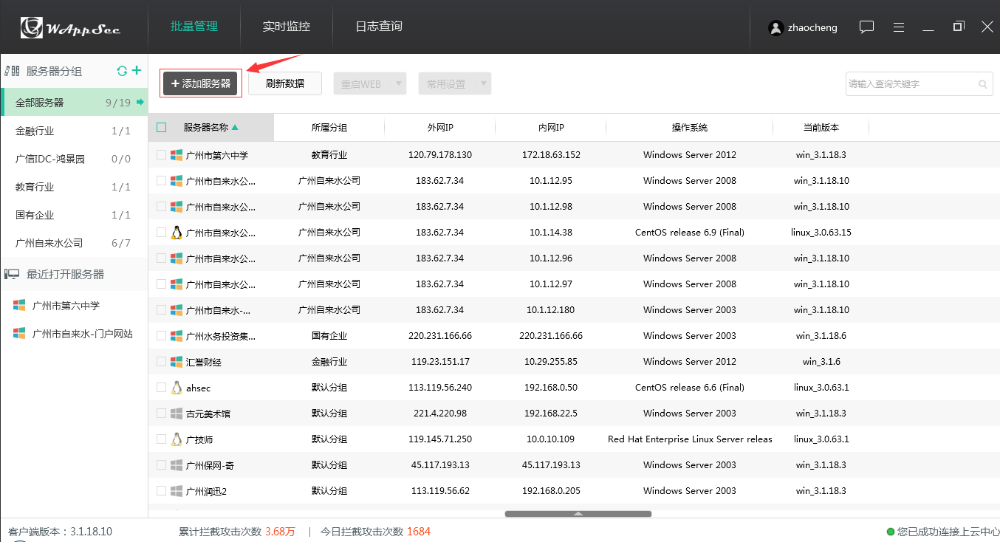 WAppSec 批量管理 实时监控 日志查询 zhaocheng
服务器分组
+添加服务器 刷新数据 重启WEB 常用设置 请输入查询关键字
全部服务器 9/19
金融行业 1/1
广信IDC-鸿景园 0/0
教育行业 1/1
国有企业 1/1
广州自来水公司 6/7
最近打开服务器
广州市第六中学
广州市自来水-门户网站
服务器名称 所属分组 外网IP 内网IP 操作系统 当前版本
广州市第六中学 教育行业 120.79.178.130 172.18.63.152 Windows Server 2012 win_3.1.18.3
广州市自来水公... 广州自来水公司 183.62.7.34 10.1.12.95 Windows Server 2008 win_3.1.18.10
广州市自来水公... 广州自来水公司 183.62.7.34 10.1.12.98 Windows Server 2008 win_3.1.18.10
广州市自来水公... 广州自来水公司 183.62.7.34 10.1.14.38 CentOS release 6.9 (Final) linux_3.0.63.15
广州市自来水公... 广州自来水公司 183.62.7.34 10.1.12.96 Windows Server 2008 win_3.1.18.10
广州市自来水公... 广州自来水公司 183.62.7.34 10.1.12.97 Windows Server 2008 win_3.1.18.10
广州市自来水-... 广州自来水公司 183.62.7.34 10.1.12.180 Windows Server 2003 win_3.1.18.10
广州水务投资集... 国有企业 220.231.166.66 220.231.166.66 Windows Server 2003 win_3.1.18.6
汇誉财经 金融行业 119.23.151.17 10.29.255.85 Windows Server 2012 win_3.1.6
ahsec 默认分组 113.119.56.240 192.168.0.50 CentOS release 6.6 (Final) linux_3.0.63.1
古元美术馆 默认分组 221.4.220.98 192.168.22.5 Windows Server 2003 win_3.1.18.3
广技师 默认分组 119.145.71.250 10.0.10.109 Red Hat Enterprise Linux Server releas linux_3.0.63.1
广州保网-奇 默认分组 45.117.193.13 45.117.193.13 Windows Server 2003 win_3.1.18.3
广州润迅2 默认分组 113.119.56.62 192.168.0.205 Windows Server 2003 win_3.1.18.3
客户端版本：3.1.18.10 累计拦截攻击次数 3.68万 | 今日拦截攻击次数 1684 您已成功连接上云中心